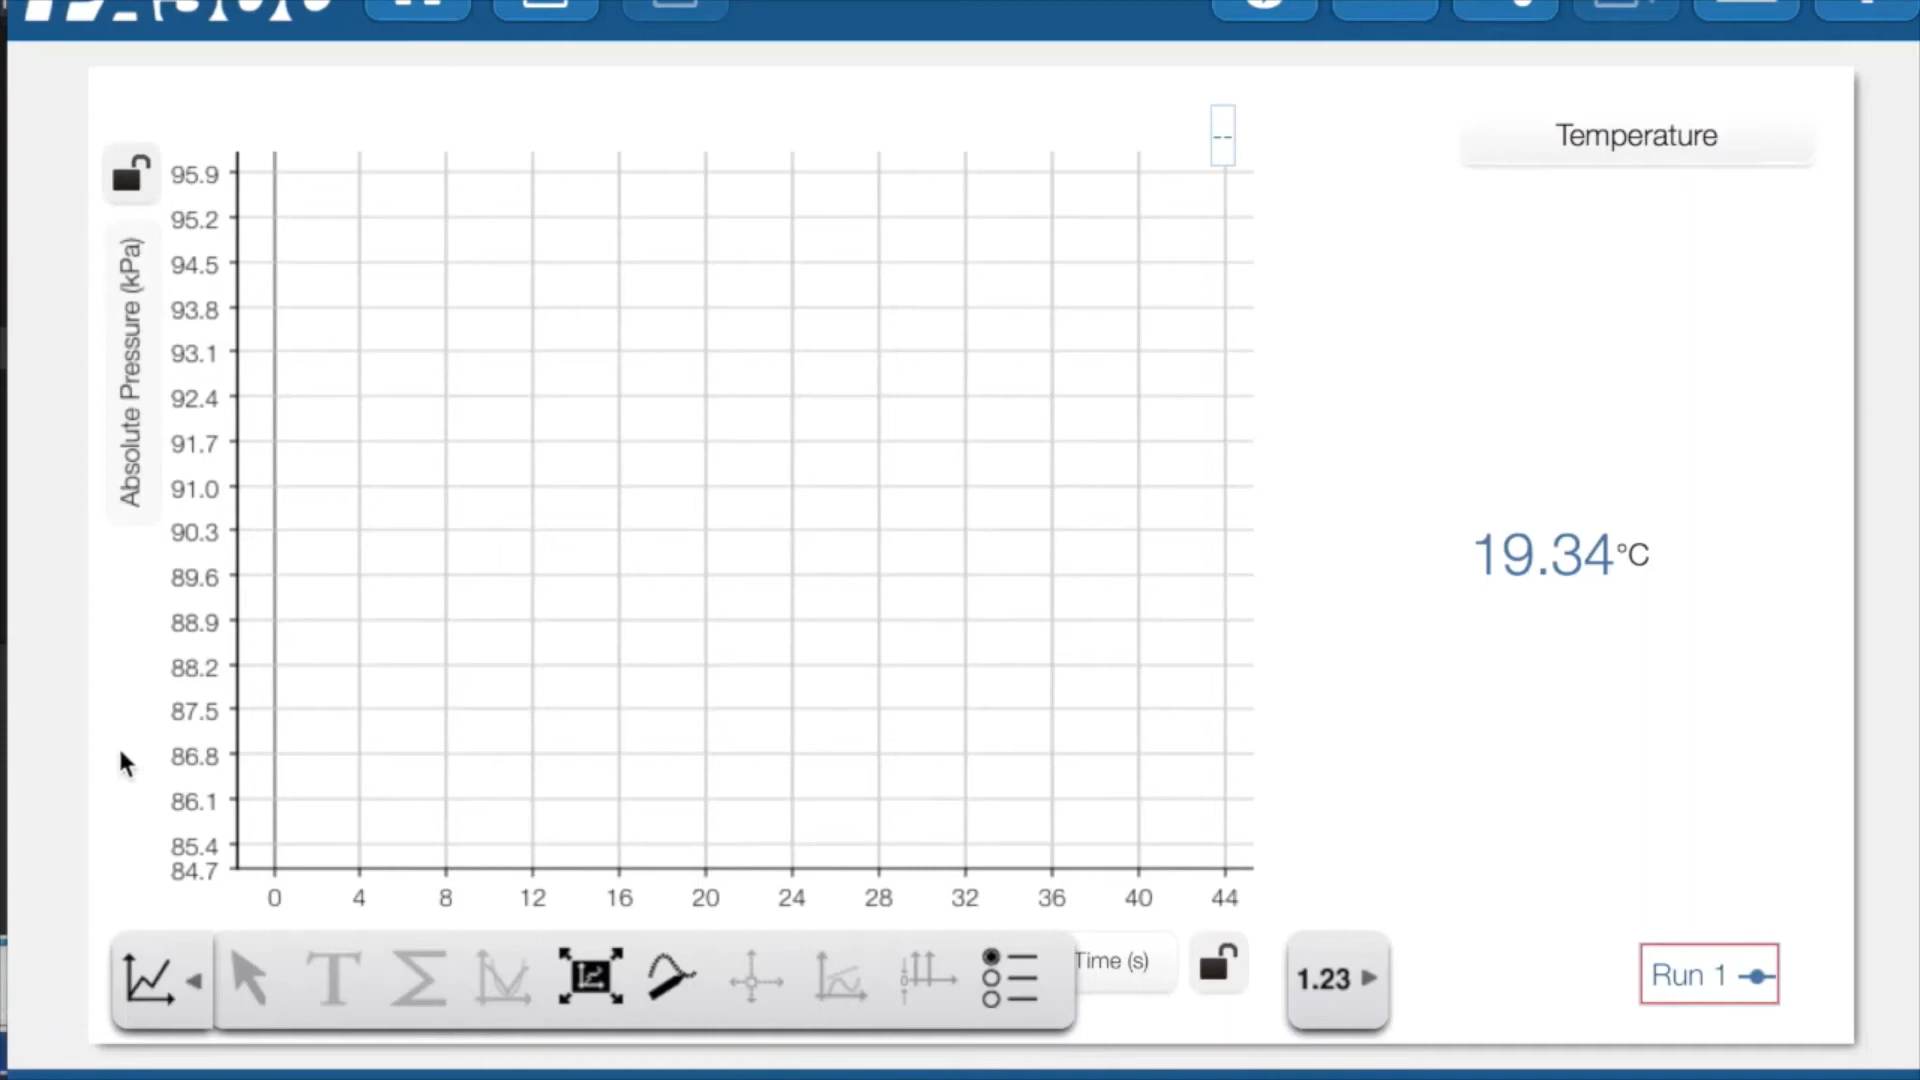 --
Temperature
95.9
95.2
94.5
93.8
93.1
92.4
91.7
91.0
90.3
89.6
88.9
88.2
87.5
86.8
86.1
85.4
84.7
Absolute Pressure (kPa)
19.34°C
0 4 8 12 16 20 24 28 32 36 40 44
T Σ
Time (s)
1.23
Run 1